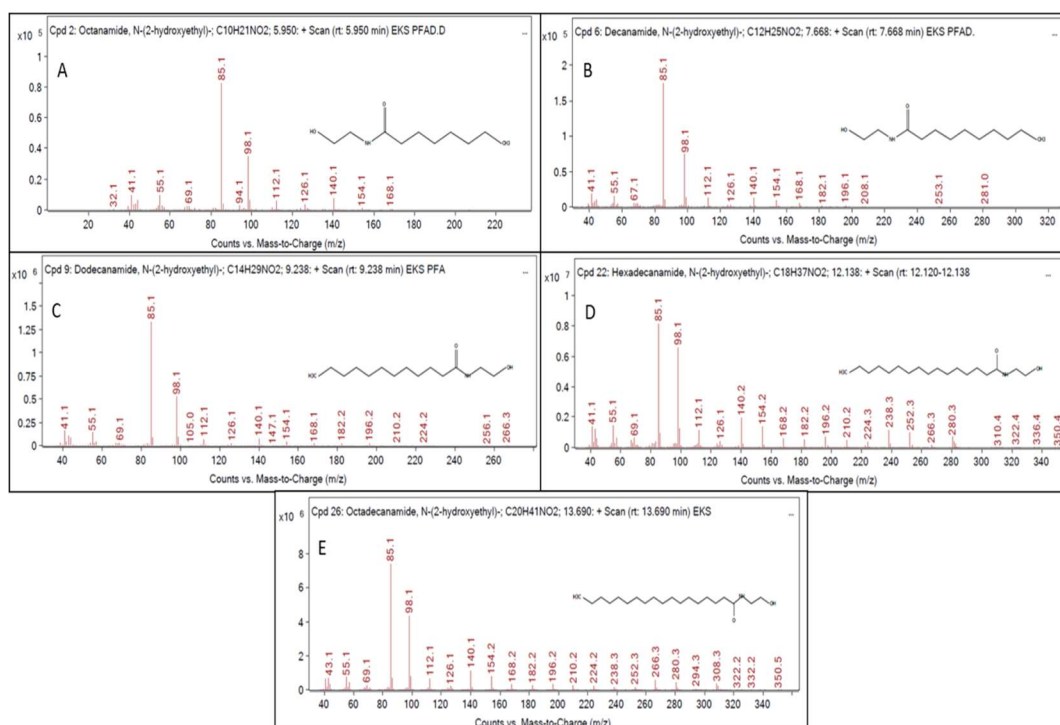 Cpd 2: Octanamide, N-(2-hydroxyethyl)-; C10H21NO2; 5.950: + Scan (rt: 5.950 min) EKS PFAD.D ...
x10 5
A
1
0.8
0.6
0.4
0.2
0
32.1
41.1
55.1
69.1
85.1
94.1
98.1
112.1
126.1
140.1
154.1
168.1
O
HO
NH
20 40 60 80 100 120 140 160 180 200 220
Counts vs. Mass-to-Charge (m/z)
Cpd 6: Decanamide, N-(2-hydroxyethyl)-; C12H25NO2; 7.668: + Scan (rt: 7.668 min) EKS PFAD. ...
x10 5
B
2
1.5
1
0.5
0
41.1
55.1
67.1
85.1
98.1
112.1
126.1
140.1
154.1
168.1
182.1
196.1
208.1
253.1
281.0
O
HO
NH
40 60 80 100 120 140 160 180 200 220 240 260 280 300 320
Counts vs. Mass-to-Charge (m/z)
Cpd 9: Dodecanamide, N-(2-hydroxyethyl)-; C14H29NO2; 9.238: + Scan (rt: 9.238 min) EKS PFA ...
x10 6
C
1.5
1.25
1
0.75
0.5
0.25
0
41.1
55.1
69.1
85.1
98.1
105.0
112.1
126.1
140.1
147.1
154.1
168.1
182.2
196.2
210.2
224.2
256.1
266.3
O
NH
OH
40 60 80 100 120 140 160 180 200 220 240 260
Counts vs. Mass-to-Charge (m/z)
Cpd 22: Hexadecanamide, N-(2-hydroxyethyl)-; C18H37NO2; 12.138: + Scan (rt: 12.120-12.138 ...
x10 7
D
1
0.8
0.6
0.4
0.2
0
41.1
55.1
69.1
85.1
98.1
112.1
126.1
140.2
154.2
168.2
182.2
196.2
210.2
224.3
238.3
252.3
266.3
280.3
310.4
322.4
336.4
350.4
O
NH
OH
40 60 80 100 120 140 160 180 200 220 240 260 280 300 320 340
Counts vs. Mass-to-Charge (m/z)
Cpd 26: Octadecanamide, N-(2-hydroxyethyl)-; C20H41NO2; 13.690: + Scan (rt: 13.690 min) EKS ...
x10 6
E
8
6
4
2
0
43.1
55.1
69.1
85.1
98.1
112.1
126.1
140.1
154.2
168.2
182.2
196.2
210.2
224.2
238.3
252.3
266.3
280.3
294.3
308.3
322.2
332.2
350.5
NH
OH
O
40 60 80 100 120 140 160 180 200 220 240 260 280 300 320 340
Counts vs. Mass-to-Charge (m/z)